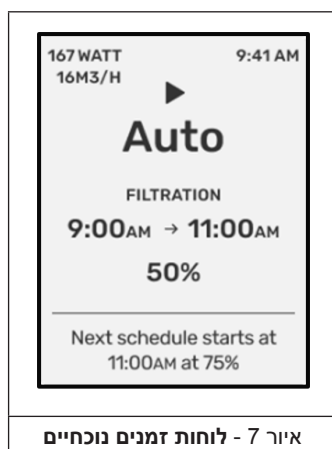 167 WATT 9:41 AM
16M3/H
Auto
FILTRATION
9:00AM → 11:00AM
50%
Next schedule starts at
11:00AM at 75%
איור 7 - לוחות זמנים נוכחיים